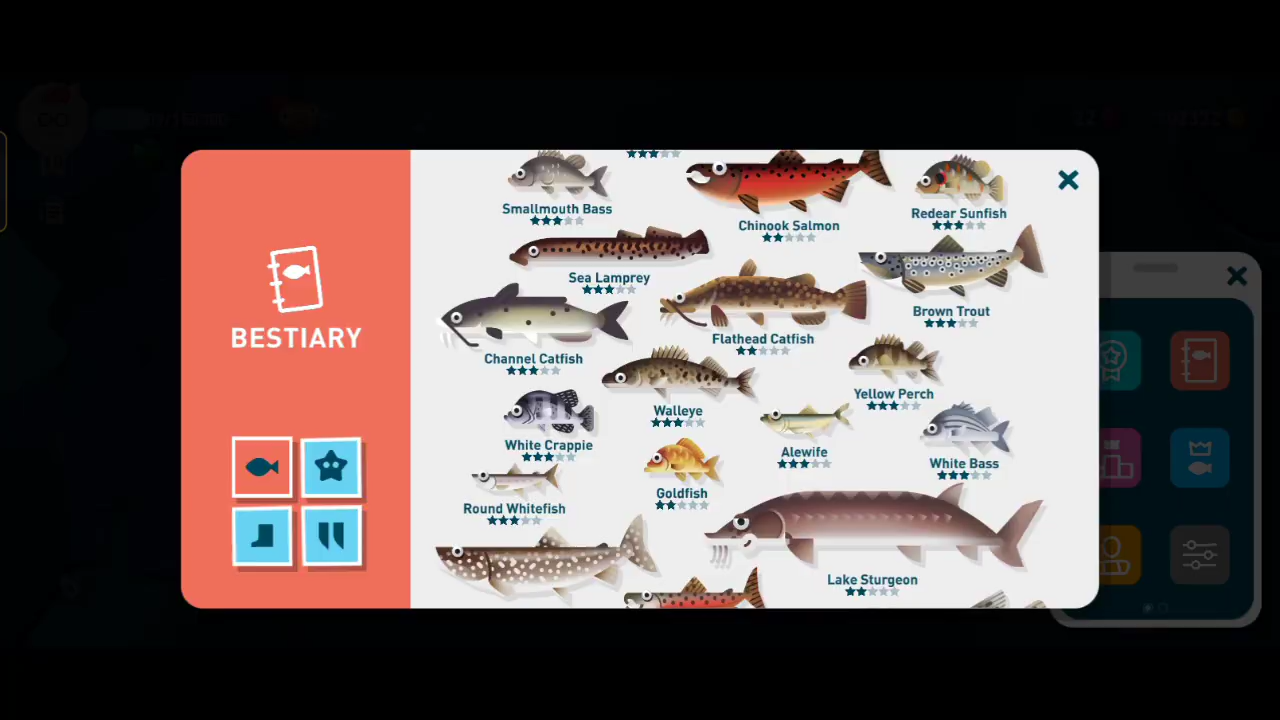 Smallmouth Bass
Chinook Salmon
Redear Sunfish
Sea Lamprey
Brown Trout
Flathead Catfish
BESTIARY
Channel Catfish
Yellow Perch
Walleye
White Crappie
Alewife
White Bass
Goldfish
Round Whitefish
Lake Sturgeon